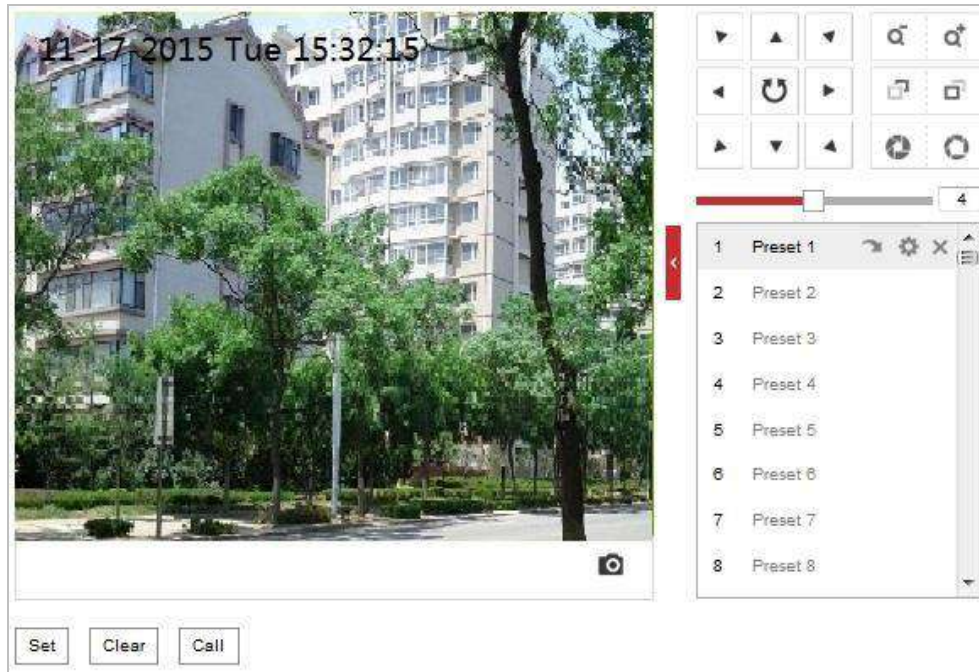 11-17-2015 Tue 15:32:15
4
1 Preset 1
2 Preset 2
3 Preset 3
4 Preset 4
5 Preset 5
6 Preset 6
7 Preset 7
8 Preset 8
Set Clear Call